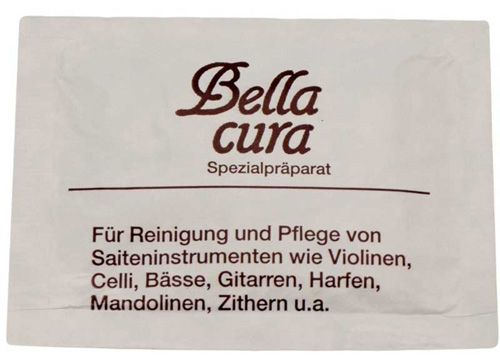 Bella
cura
Spezialpräparat
Für Reinigung und Pflege von
Saiteninstrumenten wie Violinen,
Celli, Bässe, Gitarren, Harfen,
Mandolinen, Zithern u.a.